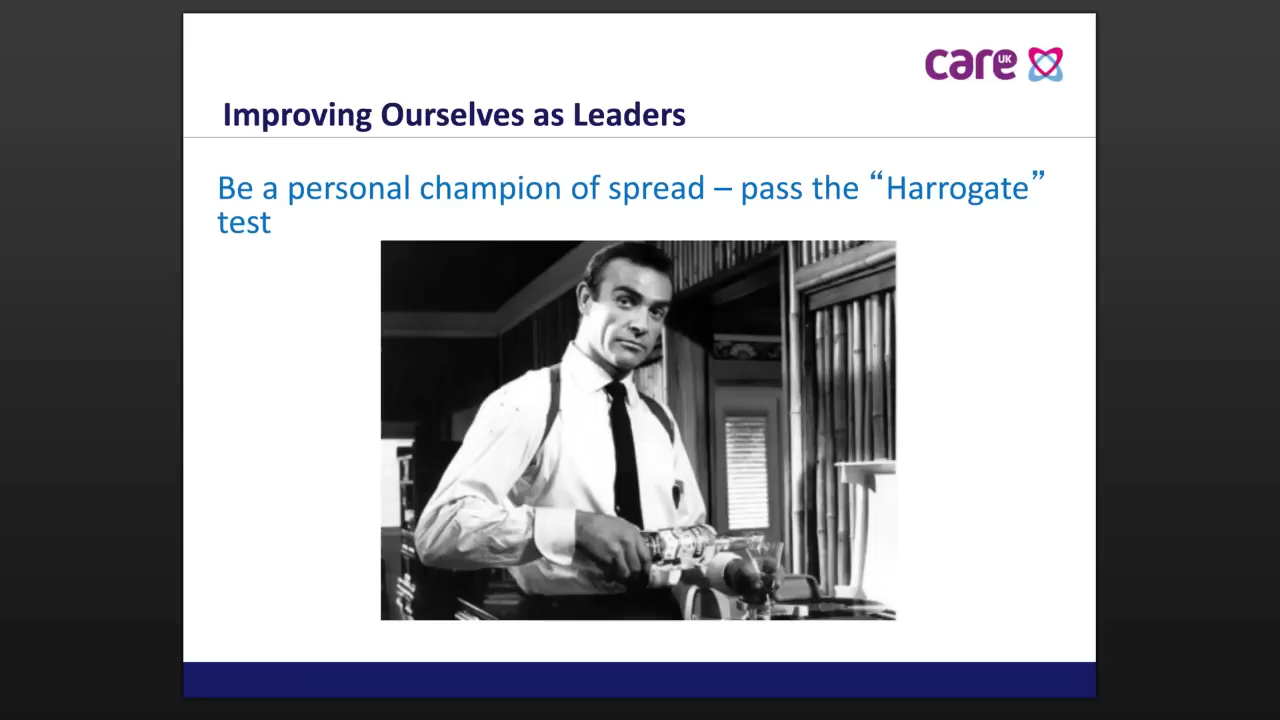 care UK
Improving Ourselves as Leaders
Be a personal champion of spread – pass the “Harrogate”
test